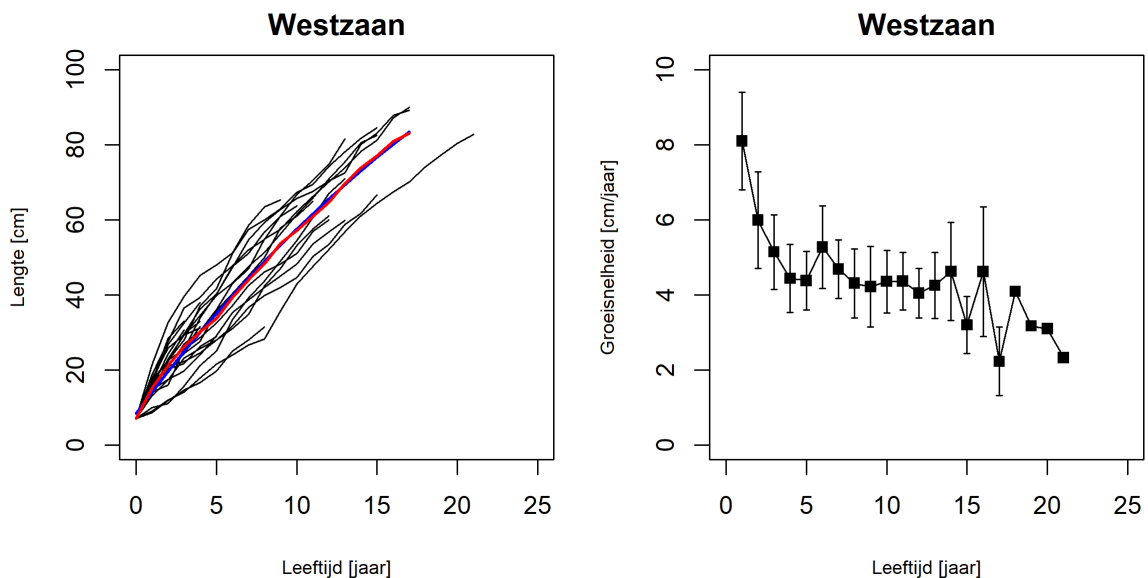 Westzaan
Lengte [cm]
100
80
60
40
20
0
0 5 10 15 20 25
Leeftijd [jaar]
Westzaan
Groeisnelheid [cm/jaar]
10
8
6
4
2
0
0 5 10 15 20 25
Leeftijd [jaar]